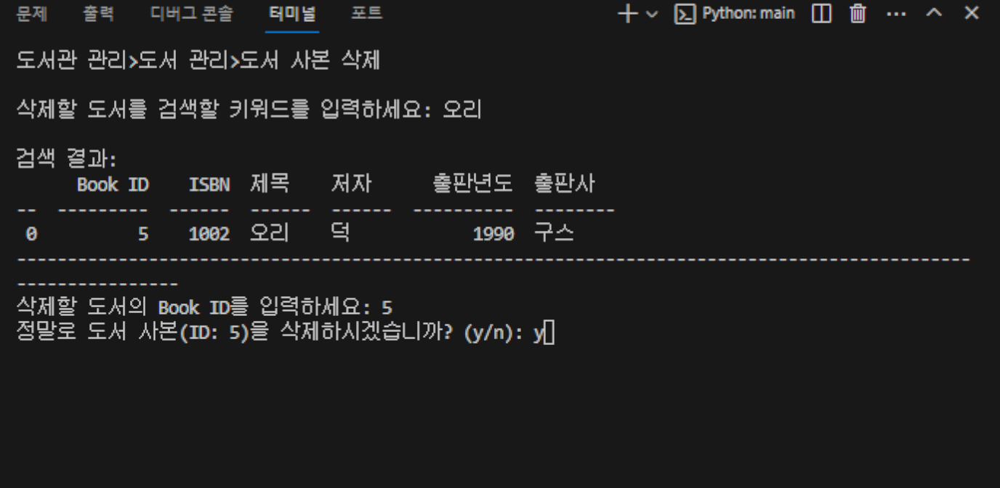 문제 출력 디버그 콘솔 터미널 포트 Python: main
도서관 관리>도서 관리>도서 사본 삭제
삭제할 도서를 검색할 키워드를 입력하세요: 오리
검색 결과:
Book ID ISBN 제목 저자 출판년도 출판사
-- --------- ------ ------ ------ ---------- --------
0 5 1002 오리 덕 1990 구스
----------------------------------------------------------------------------------------------
----------------
삭제할 도서의 Book ID를 입력하세요: 5
정말로 도서 사본(ID: 5)을 삭제하시겠습니까? (y/n): y